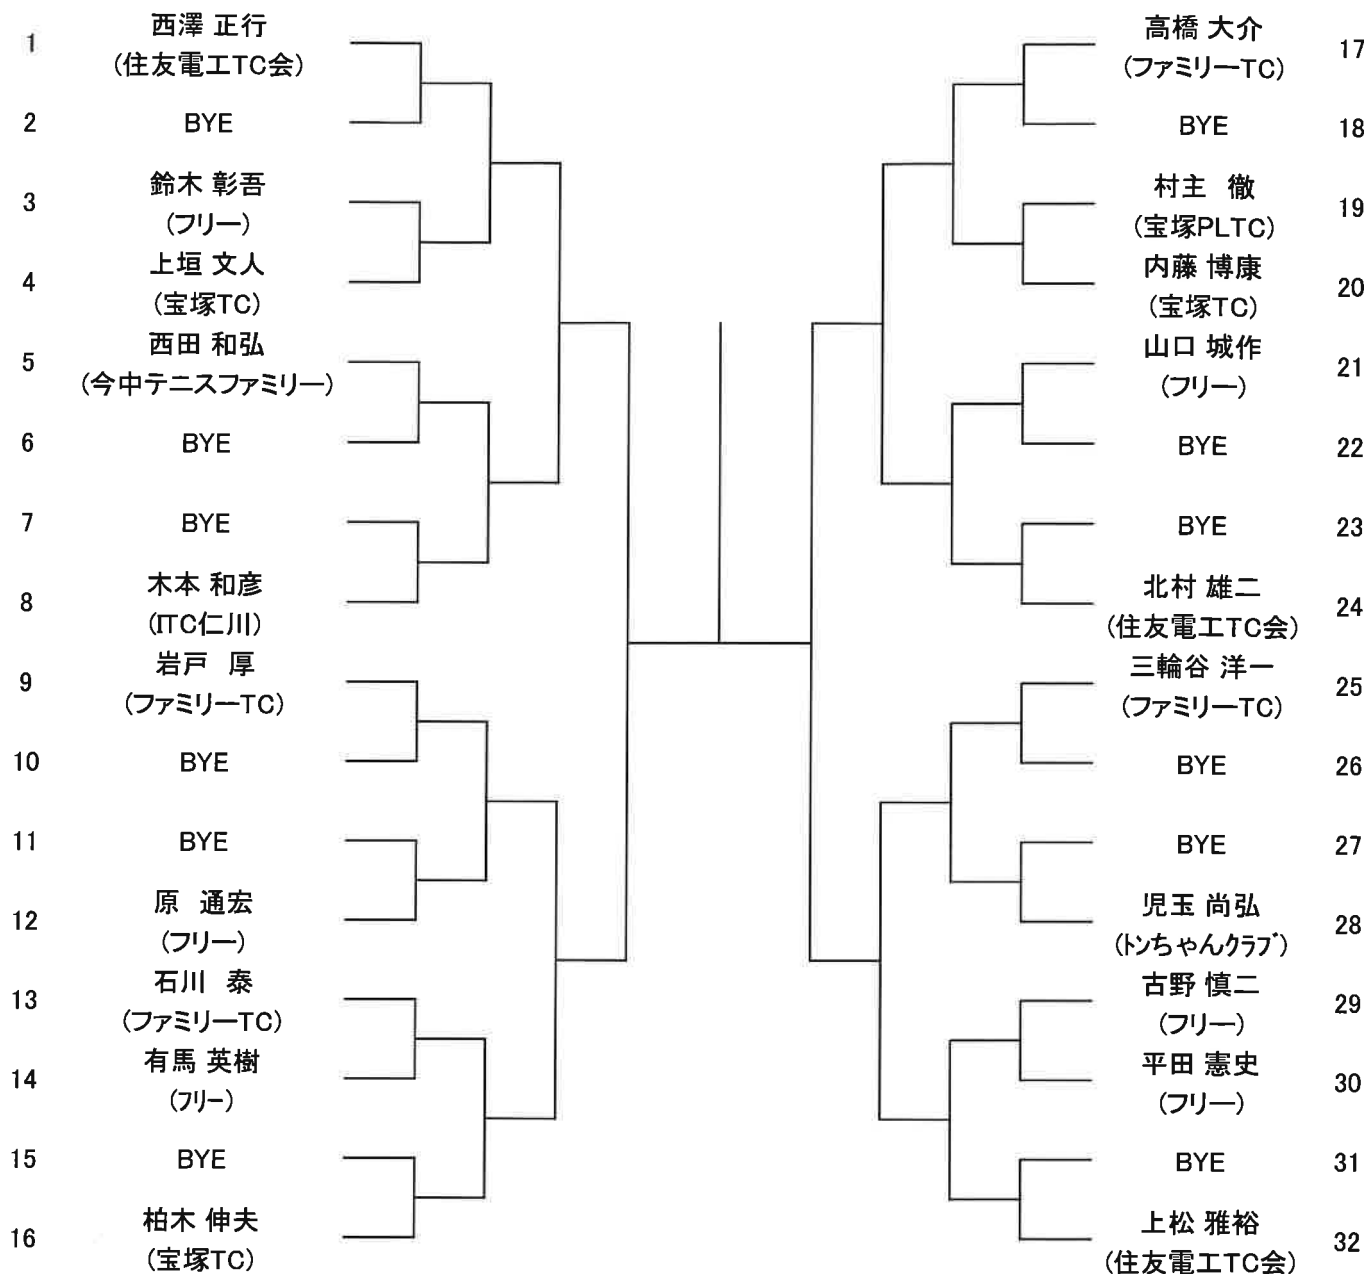 1
西澤 正行
(住友電工TC会)
2
BYE
3
鈴木 彰吾
(フリー)
4
上垣 文人
(宝塚TC)
5
西田 和弘
(今中テニスファミリー)
6
BYE
7
BYE
8
木本 和彦
(ITC仁川)
9
岩戸 厚
(ファミリーTC)
10
BYE
11
BYE
12
原 通宏
(フリー)
13
石川 泰
(ファミリーTC)
14
有馬 英樹
(フリー)
15
BYE
16
柏木 伸夫
(宝塚TC)
高橋 大介
(ファミリーTC)
17
BYE
18
村主 徹
(宝塚PLTC)
19
内藤 博康
(宝塚TC)
20
山口 城作
(フリー)
21
BYE
22
BYE
23
北村 雄二
(住友電工TC会)
24
三輪谷 洋一
(ファミリーTC)
25
BYE
26
BYE
27
児玉 尚弘
(トンちゃんクラブ)
28
古野 慎二
(フリー)
29
平田 憲史
(フリー)
30
BYE
31
上松 雅裕
(住友電工TC会)
32